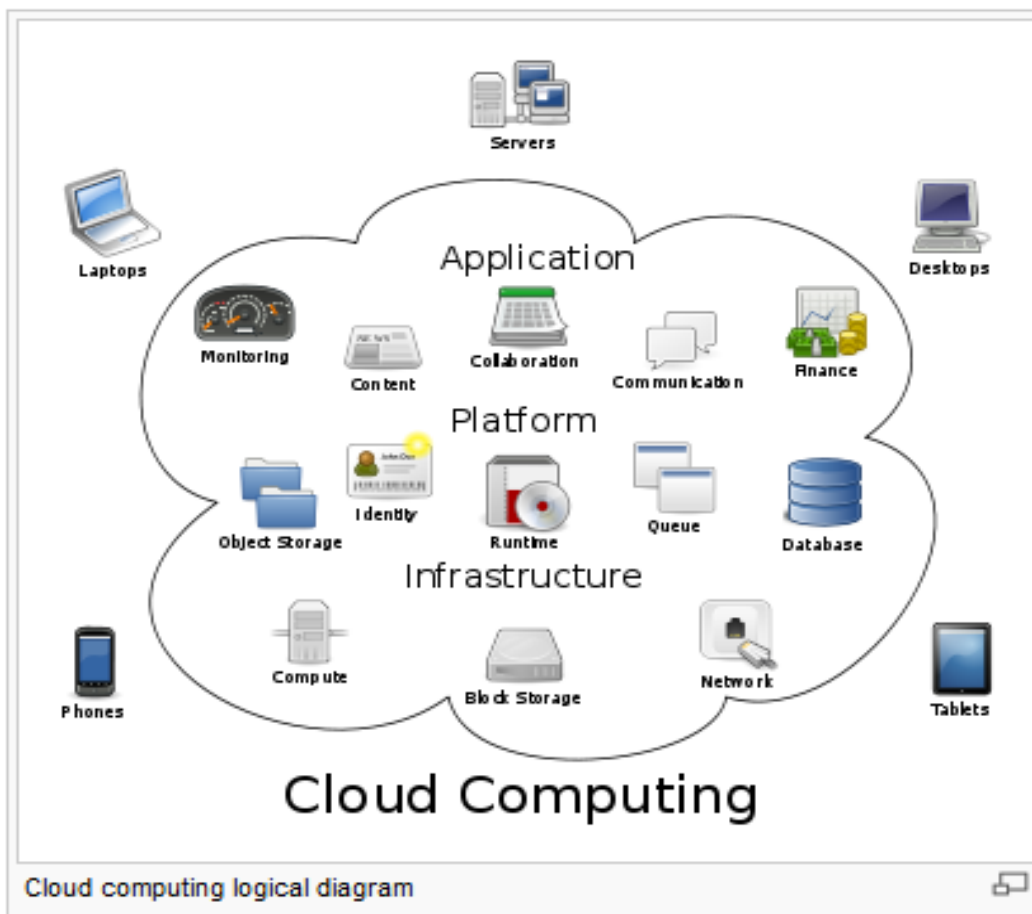 Servers
Laptops
Desktops
Application
Monitoring
Content
Collaboration
Communication
Finance
Platform
Object Storage
Identity
Runtime
Queue
Database
Infrastructure
Compute
Block Storage
Network
Phones
Tablets
Cloud Computing
Cloud computing logical diagram